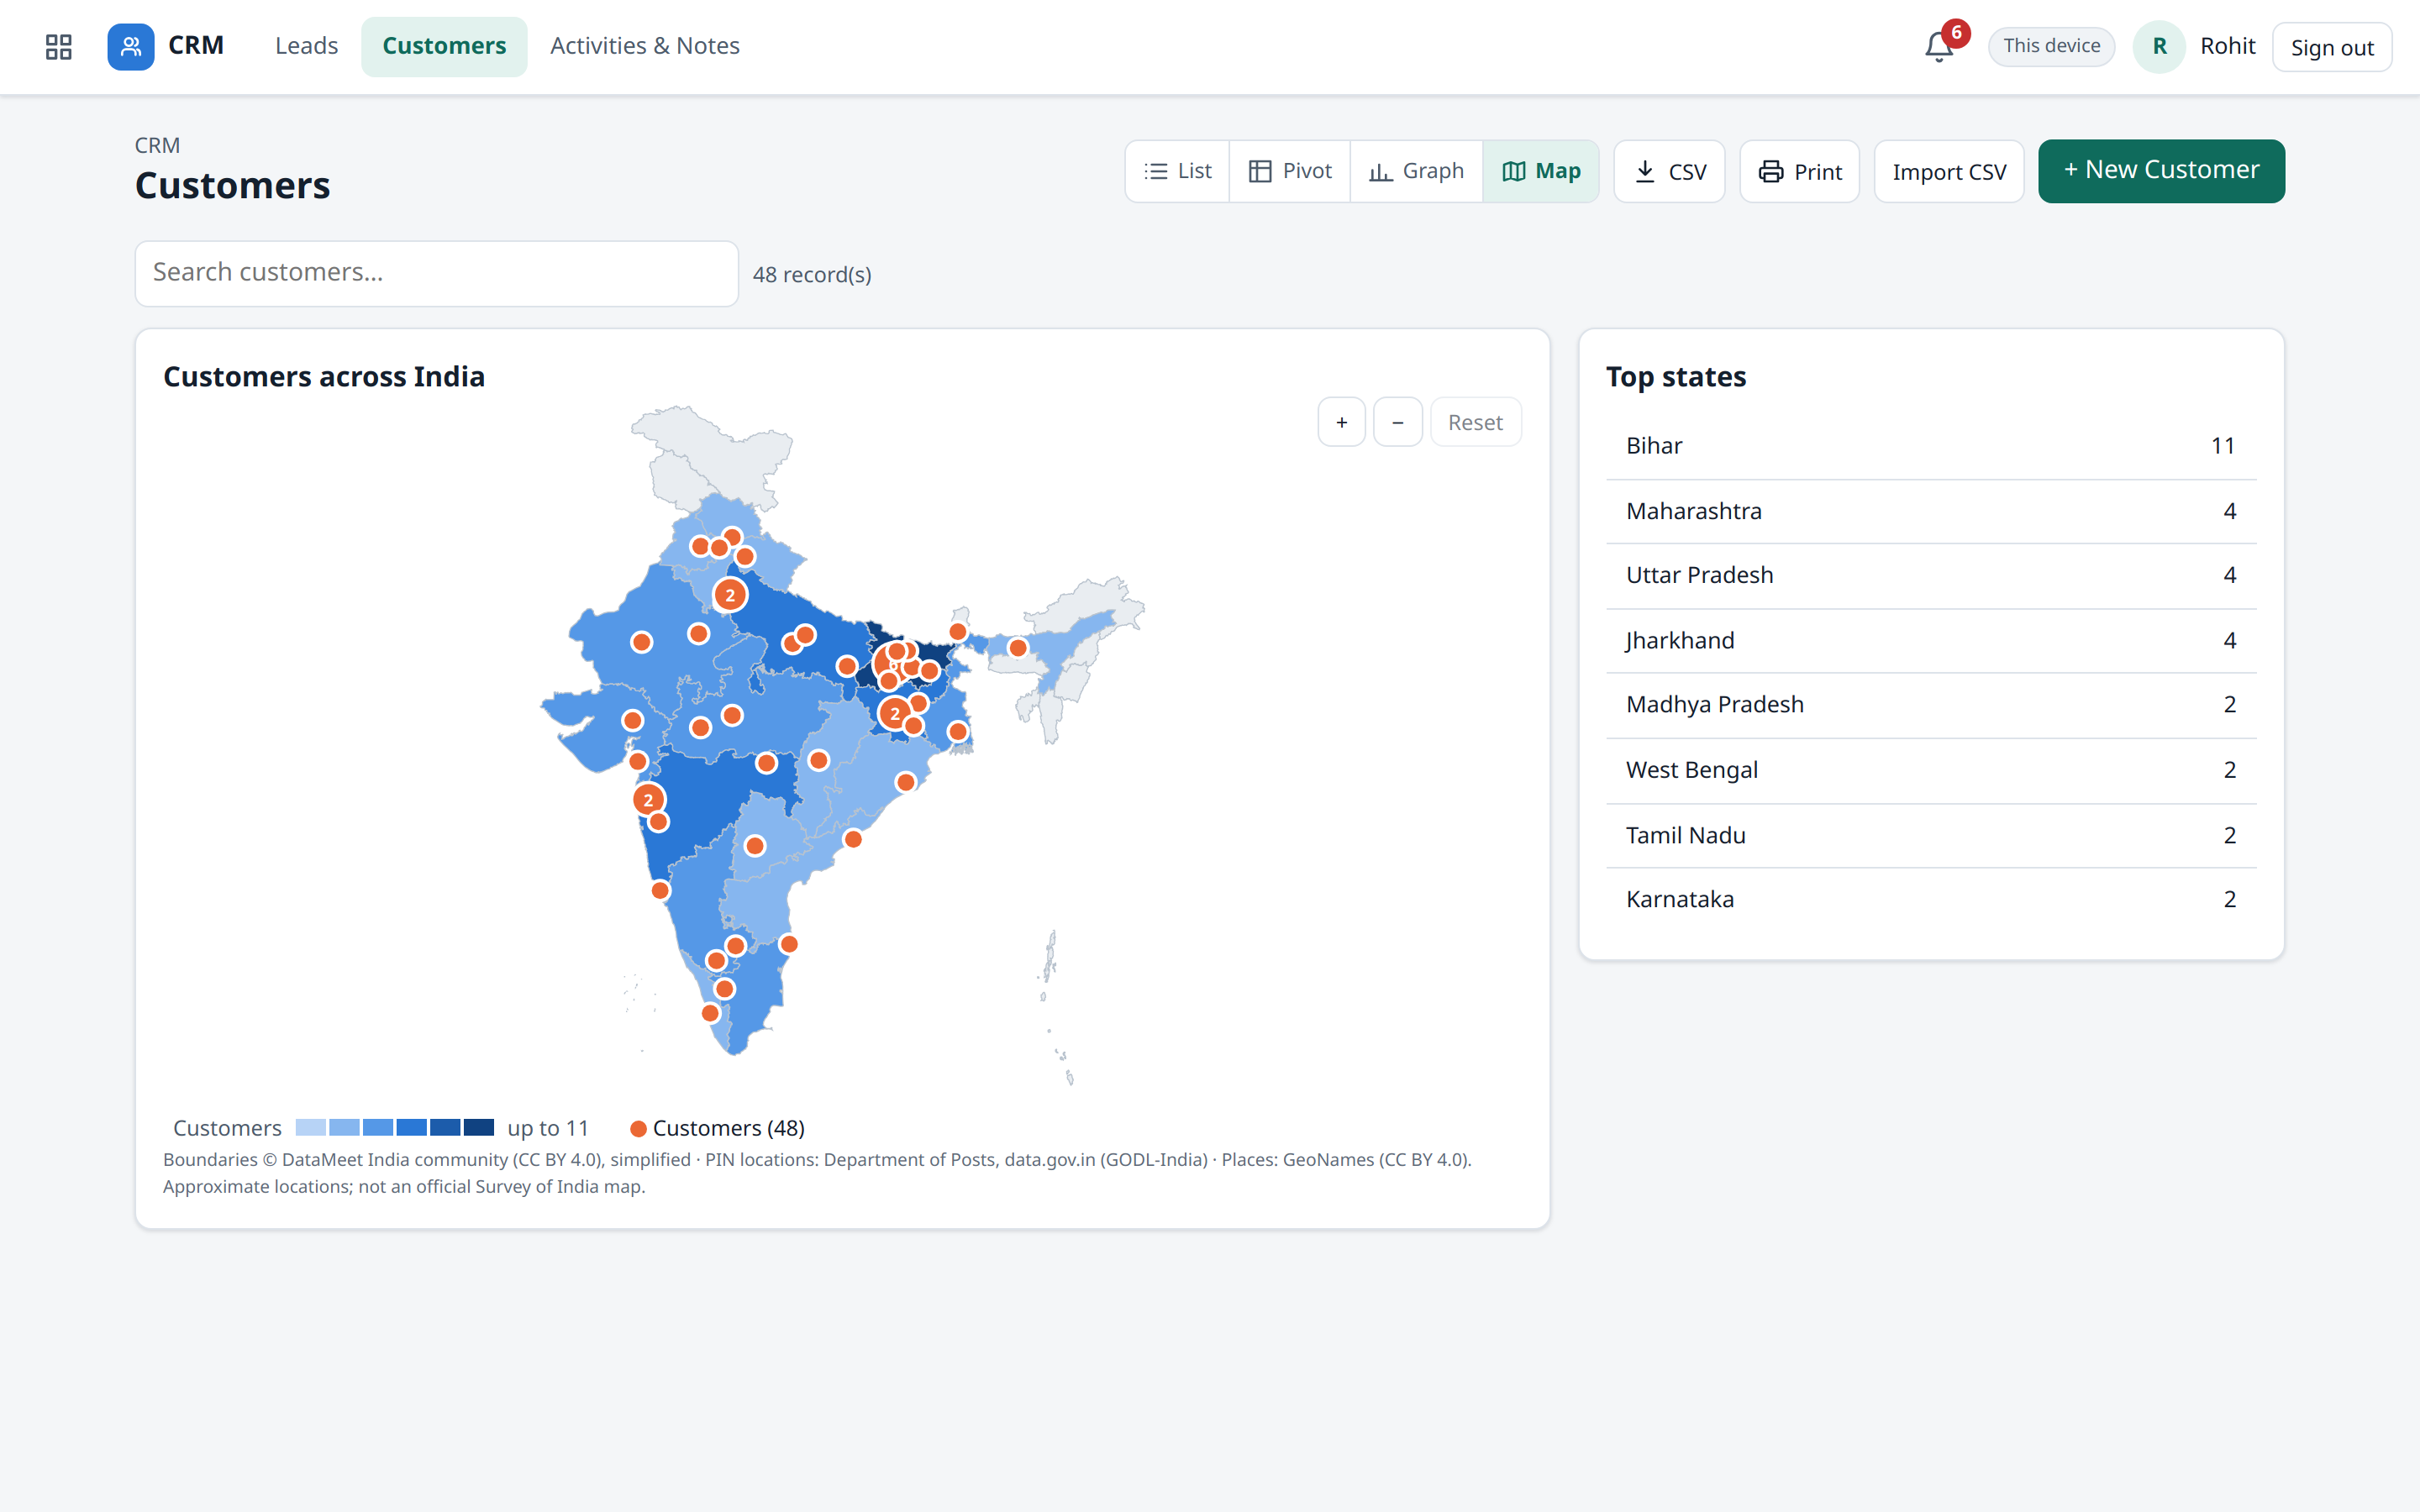 CRM
Leads
Customers
Activities & Notes
6
This device
R
Rohit
Sign out
CRM
Customers
List
Pivot
Graph
Map
CSV
Print
Import CSV
+ New Customer
Search customers...
48 record(s)
Customers across India
+
−
Reset
2
2
2
Customers
up to 11
Customers (48)
Boundaries © DataMeet India community (CC BY 4.0), simplified · PIN locations: Department of Posts, data.gov.in (GODL-India) · Places: GeoNames (CC BY 4.0).
Approximate locations; not an official Survey of India map.
Top states
Bihar 11
Maharashtra 4
Uttar Pradesh 4
Jharkhand 4
Madhya Pradesh 2
West Bengal 2
Tamil Nadu 2
Karnataka 2